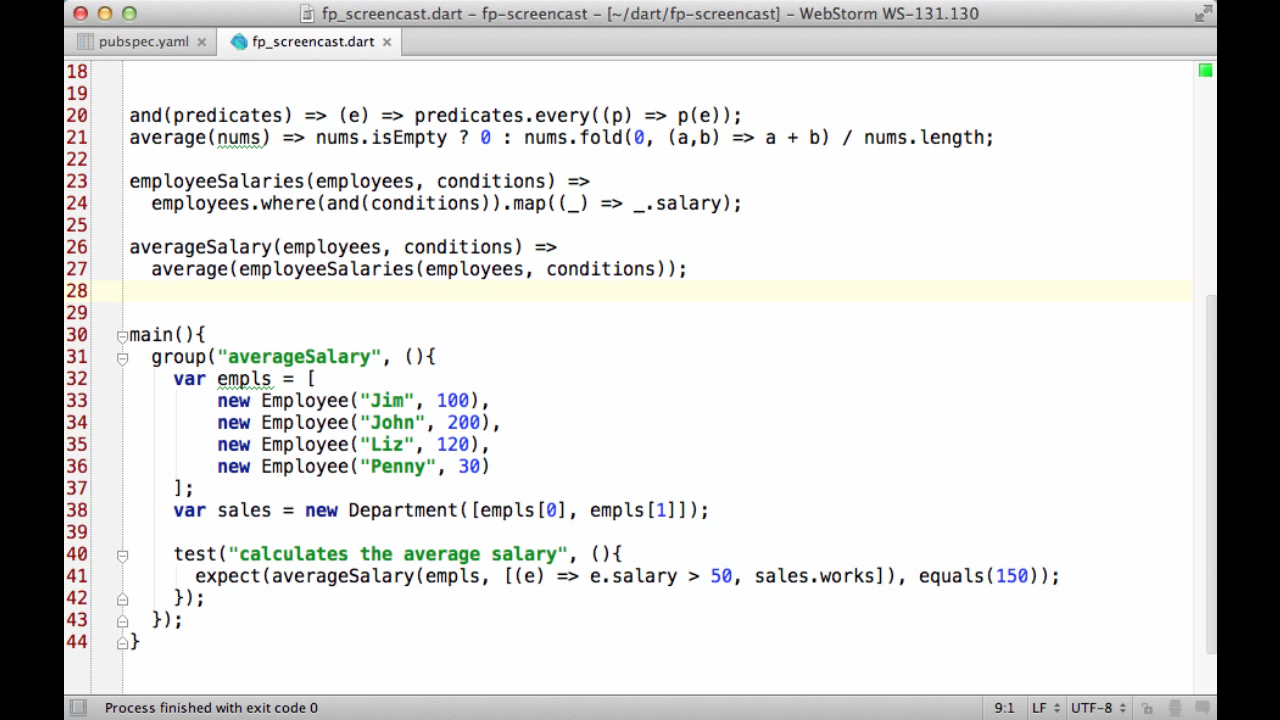 fp_screencast.dart – fp-screencast – [~/dart/fp-screencast] – WebStorm WS-131.130
pubspec.yaml × fp_screencast.dart ×
18
19
20 and(predicates) => (e) => predicates.every((p) => p(e));
21 average(nums) => nums.isEmpty ? 0 : nums.fold(0, (a,b) => a + b) / nums.length;
22
23 employeeSalaries(employees, conditions) =>
24 employees.where(and(conditions)).map((_) => _.salary);
25
26 averageSalary(employees, conditions) =>
27 average(employeeSalaries(employees, conditions));
28
29
30 main(){
31 group("averageSalary", (){
32 var empls = [
33 new Employee("Jim", 100),
34 new Employee("John", 200),
35 new Employee("Liz", 120),
36 new Employee("Penny", 30)
37 ];
38 var sales = new Department([empls[0], empls[1]]);
39
40 test("calculates the average salary", (){
41 expect(averageSalary(empls, [(e) => e.salary > 50, sales.works]), equals(150));
42 });
43 });
44 }
Process finished with exit code 0 9:1 LF UTF-8